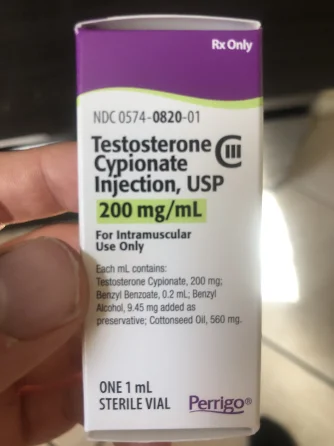 Rx Only
NDC 0574-0820-01
Testosterone CIII
Cypionate
Injection, USP
200 mg/mL
For Intramuscular
Use Only
Each mL contains:
Testosterone Cypionate, 200 mg;
Benzyl Benzoate, 0.2 mL; Benzyl
Alcohol, 9.45 mg added as
preservative; Cottonseed Oil, 560 mg.
ONE 1 mL
STERILE VIAL
Perrigo®